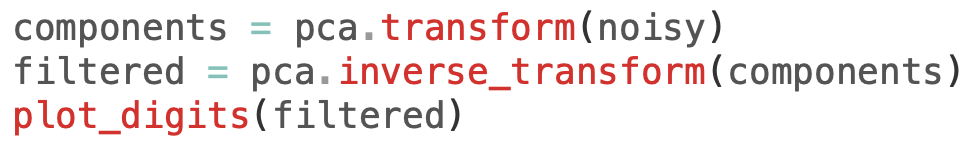 components = pca.transform(noisy)
filtered = pca.inverse_transform(components)
plot_digits(filtered)